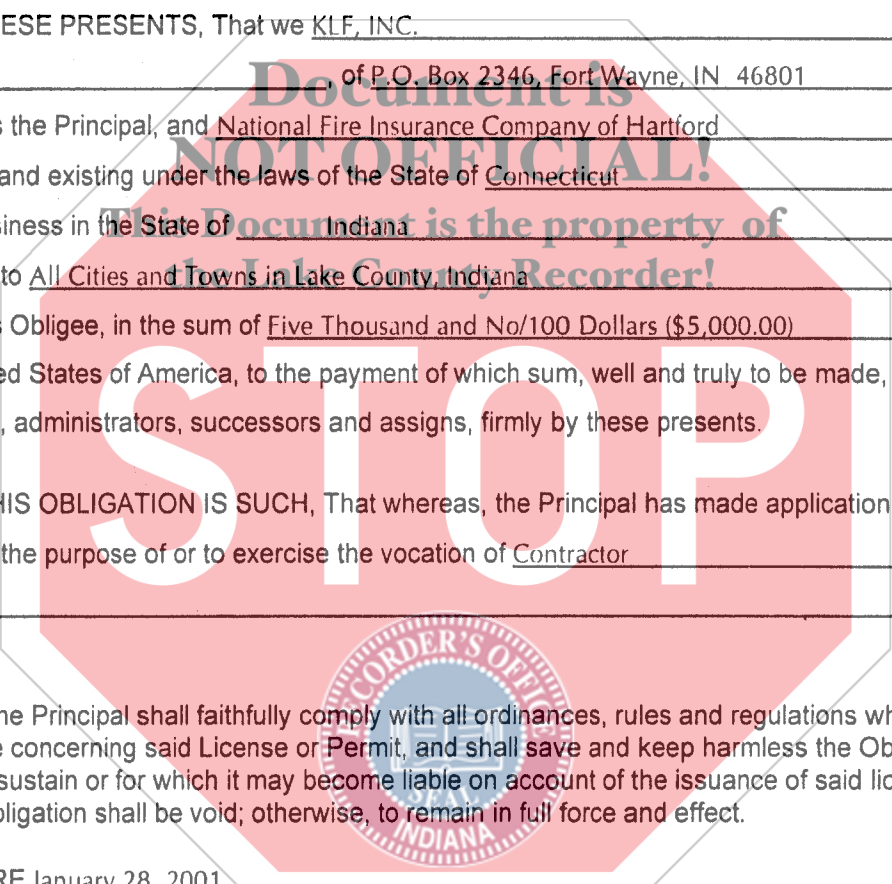 ESE PRESENTS, That we KLF, INC.
, of P.O. Box 2346, Fort Wayne, IN 46801
Document is
s the Principal, and National Fire Insurance Company of Hartford
NOT OFFICIAL!
and existing under the laws of the State of Connecticut
siness in the State of Indiana
This Document is the property of
to All Cities and Towns in Lake County, Indiana
the Lake County Recorder!
s Obligee, in the sum of Five Thousand and No/100 Dollars ($5,000.00)
ed States of America, to the payment of which sum, well and truly to be made,
, administrators, successors and assigns, firmly by these presents.
STOP
HIS OBLIGATION IS SUCH, That whereas, the Principal has made application
the purpose of or to exercise the vocation of Contractor
RECORDER'S OFFICE
he Principal shall faithfully comply with all ordinances, rules and regulations wh
e concerning said License or Permit, and shall save and keep harmless the Ob
sustain or for which it may become liable on account of the issuance of said lic
bligation shall be void; otherwise, to remain in full force and effect.
SEAL
INDIANA
RE January 28, 2001